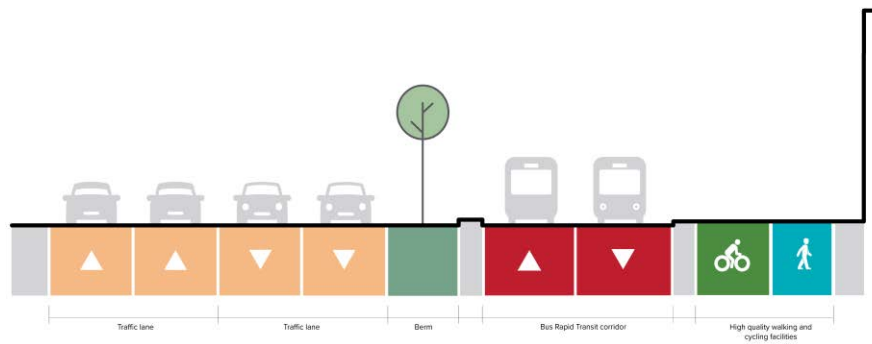 Traffic lane
Traffic lane
Berm
Bus Rapid Transit corridor
High quality walking and
cycling facilities